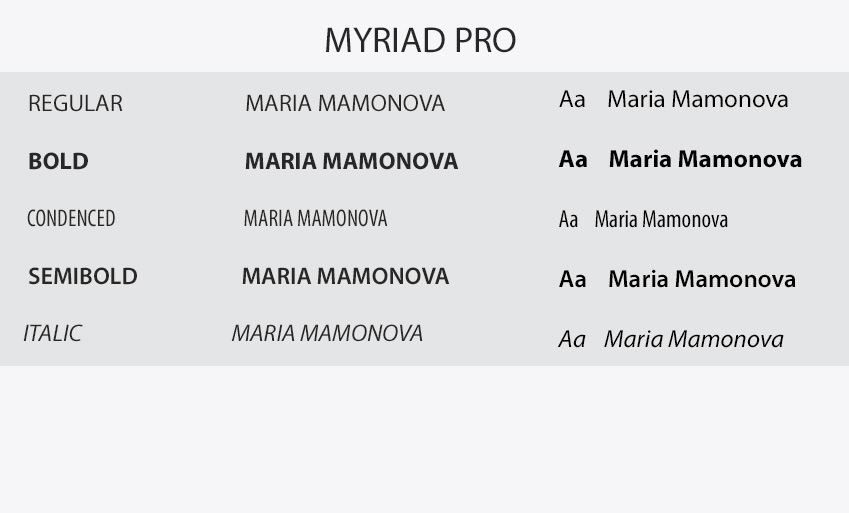 MYRIAD PRO
REGULAR MARIA MAMONOVA Aa Maria Mamonova
BOLD MARIA MAMONOVA Aa Maria Mamonova
CONDENCED MARIA MAMONOVA Aa Maria Mamonova
SEMIBOLD MARIA MAMONOVA Aa Maria Mamonova
ITALIC MARIA MAMONOVA Aa Maria Mamonova